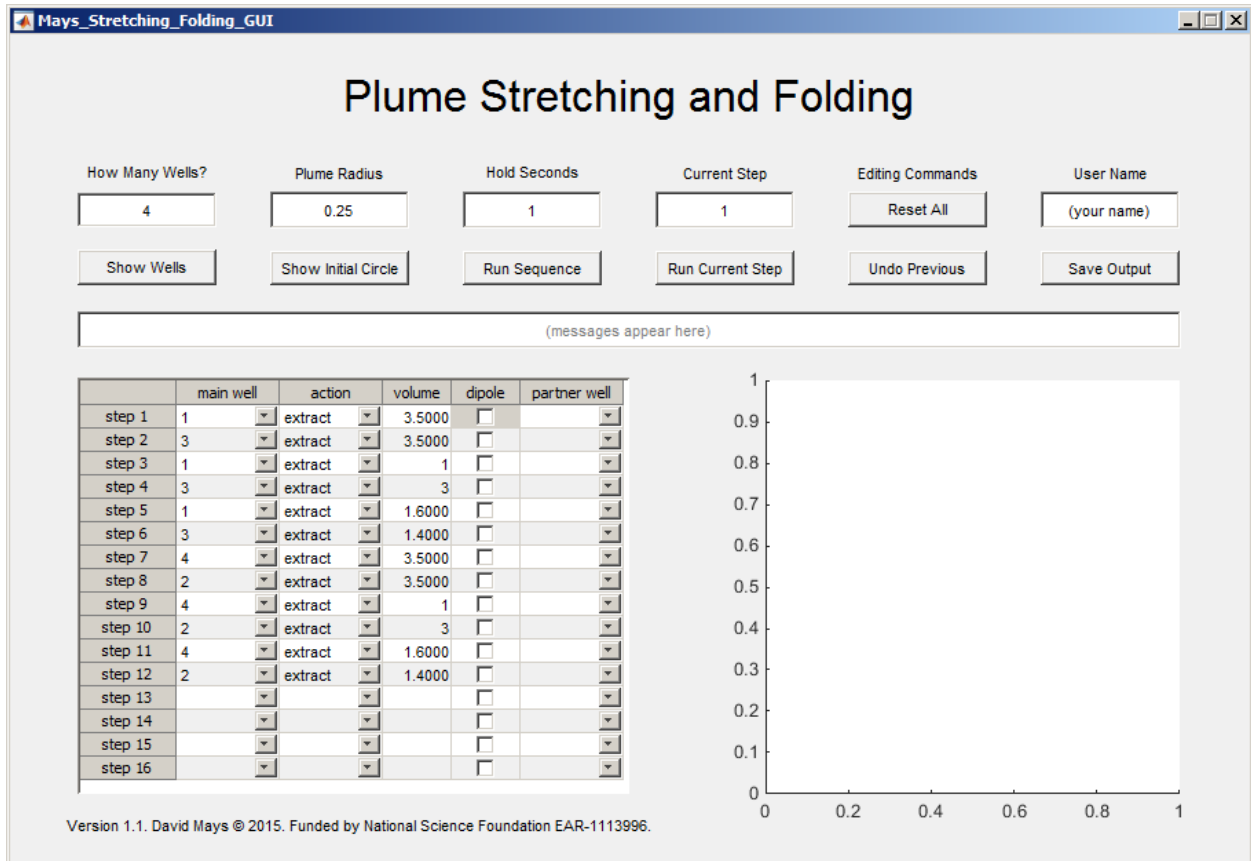 Mays_Stretching_Folding_GUI
Plume Stretching and Folding
How Many Wells? Plume Radius Hold Seconds Current Step Editing Commands User Name
4 0.25 1 1 Reset All (your name)
Show Wells Show Initial Circle Run Sequence Run Current Step Undo Previous Save Output
(messages appear here)
main well action volume dipole partner well
step 1 1 extract 3.5000
step 2 3 extract 3.5000
step 3 1 extract 1
step 4 3 extract 3
step 5 1 extract 1.6000
step 6 3 extract 1.4000
step 7 4 extract 3.5000
step 8 2 extract 3.5000
step 9 4 extract 1
step 10 2 extract 3
step 11 4 extract 1.6000
step 12 2 extract 1.4000
step 13
step 14
step 15
step 16
1
0.9
0.8
0.7
0.6
0.5
0.4
0.3
0.2
0.1
0
0 0.2 0.4 0.6 0.8 1
Version 1.1. David Mays © 2015. Funded by National Science Foundation EAR-1113996.